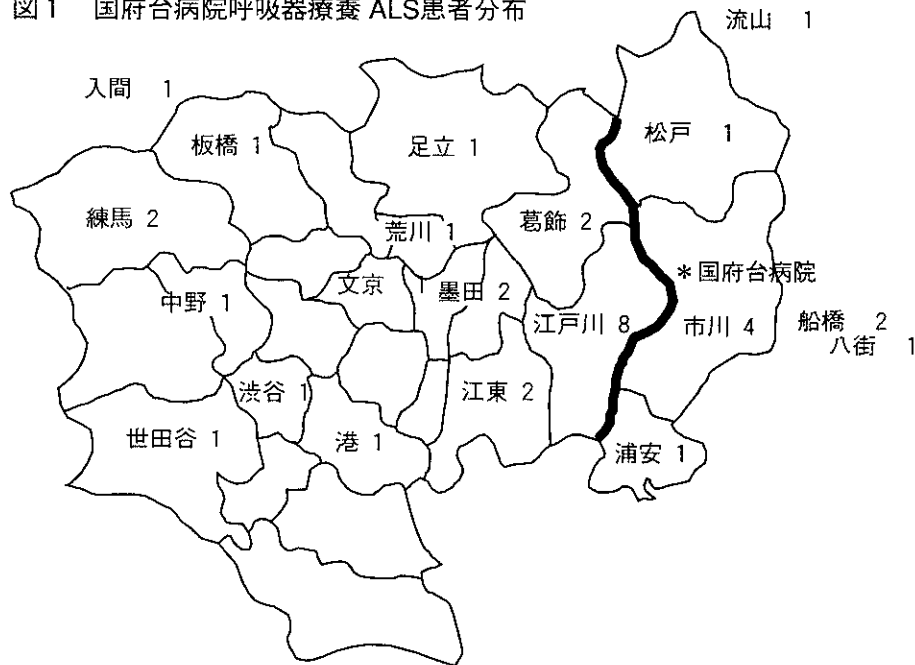 図1 国府台病院呼吸器療養 ALS患者分布
流山 1
入間 1
板橋 1
足立 1
松戸 1
練馬 2
荒川 1
葛飾 2
文京 1
墨田 2
*国府台病院
中野 1
江戸川 8
市川 4
船橋 2
八街 1
渋谷 1
江東 2
世田谷 1
港 1
浦安 1